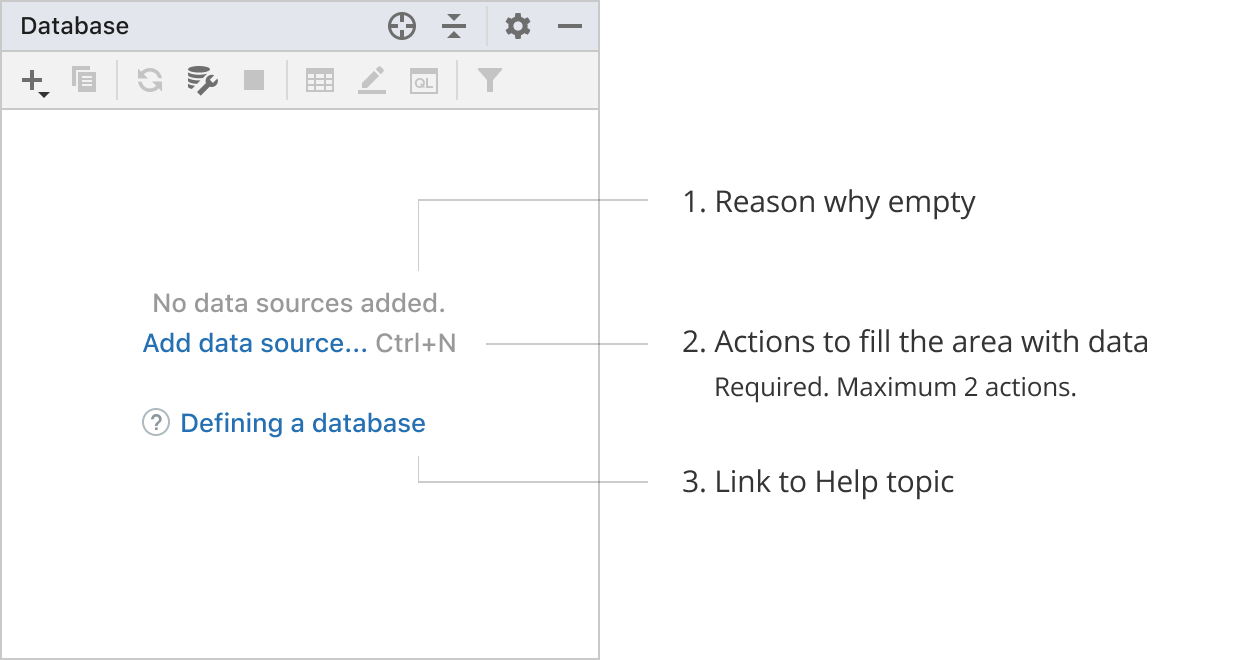 Database
QL
1. Reason why empty
No data sources added.
Add data source... Ctrl+N
2. Actions to fill the area with data
Required. Maximum 2 actions.
? Defining a database
3. Link to Help topic